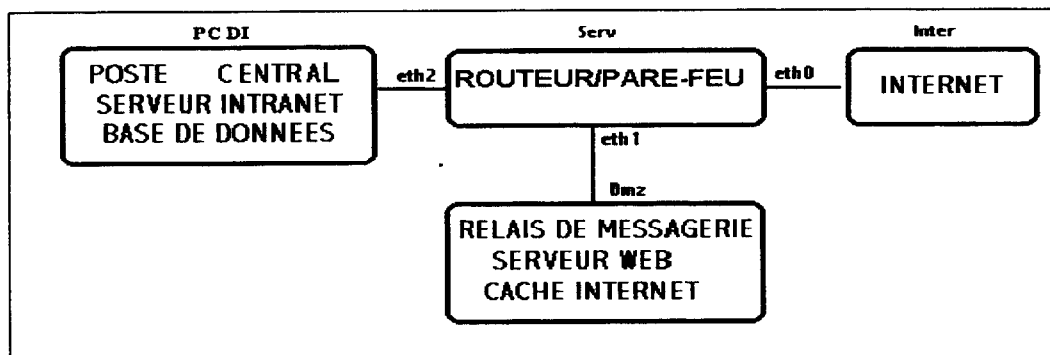 PC DI
Serv
Inter
POSTE CENTRAL
SERVEUR INTRANET
BASE DE DONNEES
eth2
ROUTEUR/PARE-FEU
eth0
INTERNET
eth1
Dmz
RELAIS DE MESSAGERIE
SERVEUR WEB
CACHE INTERNET